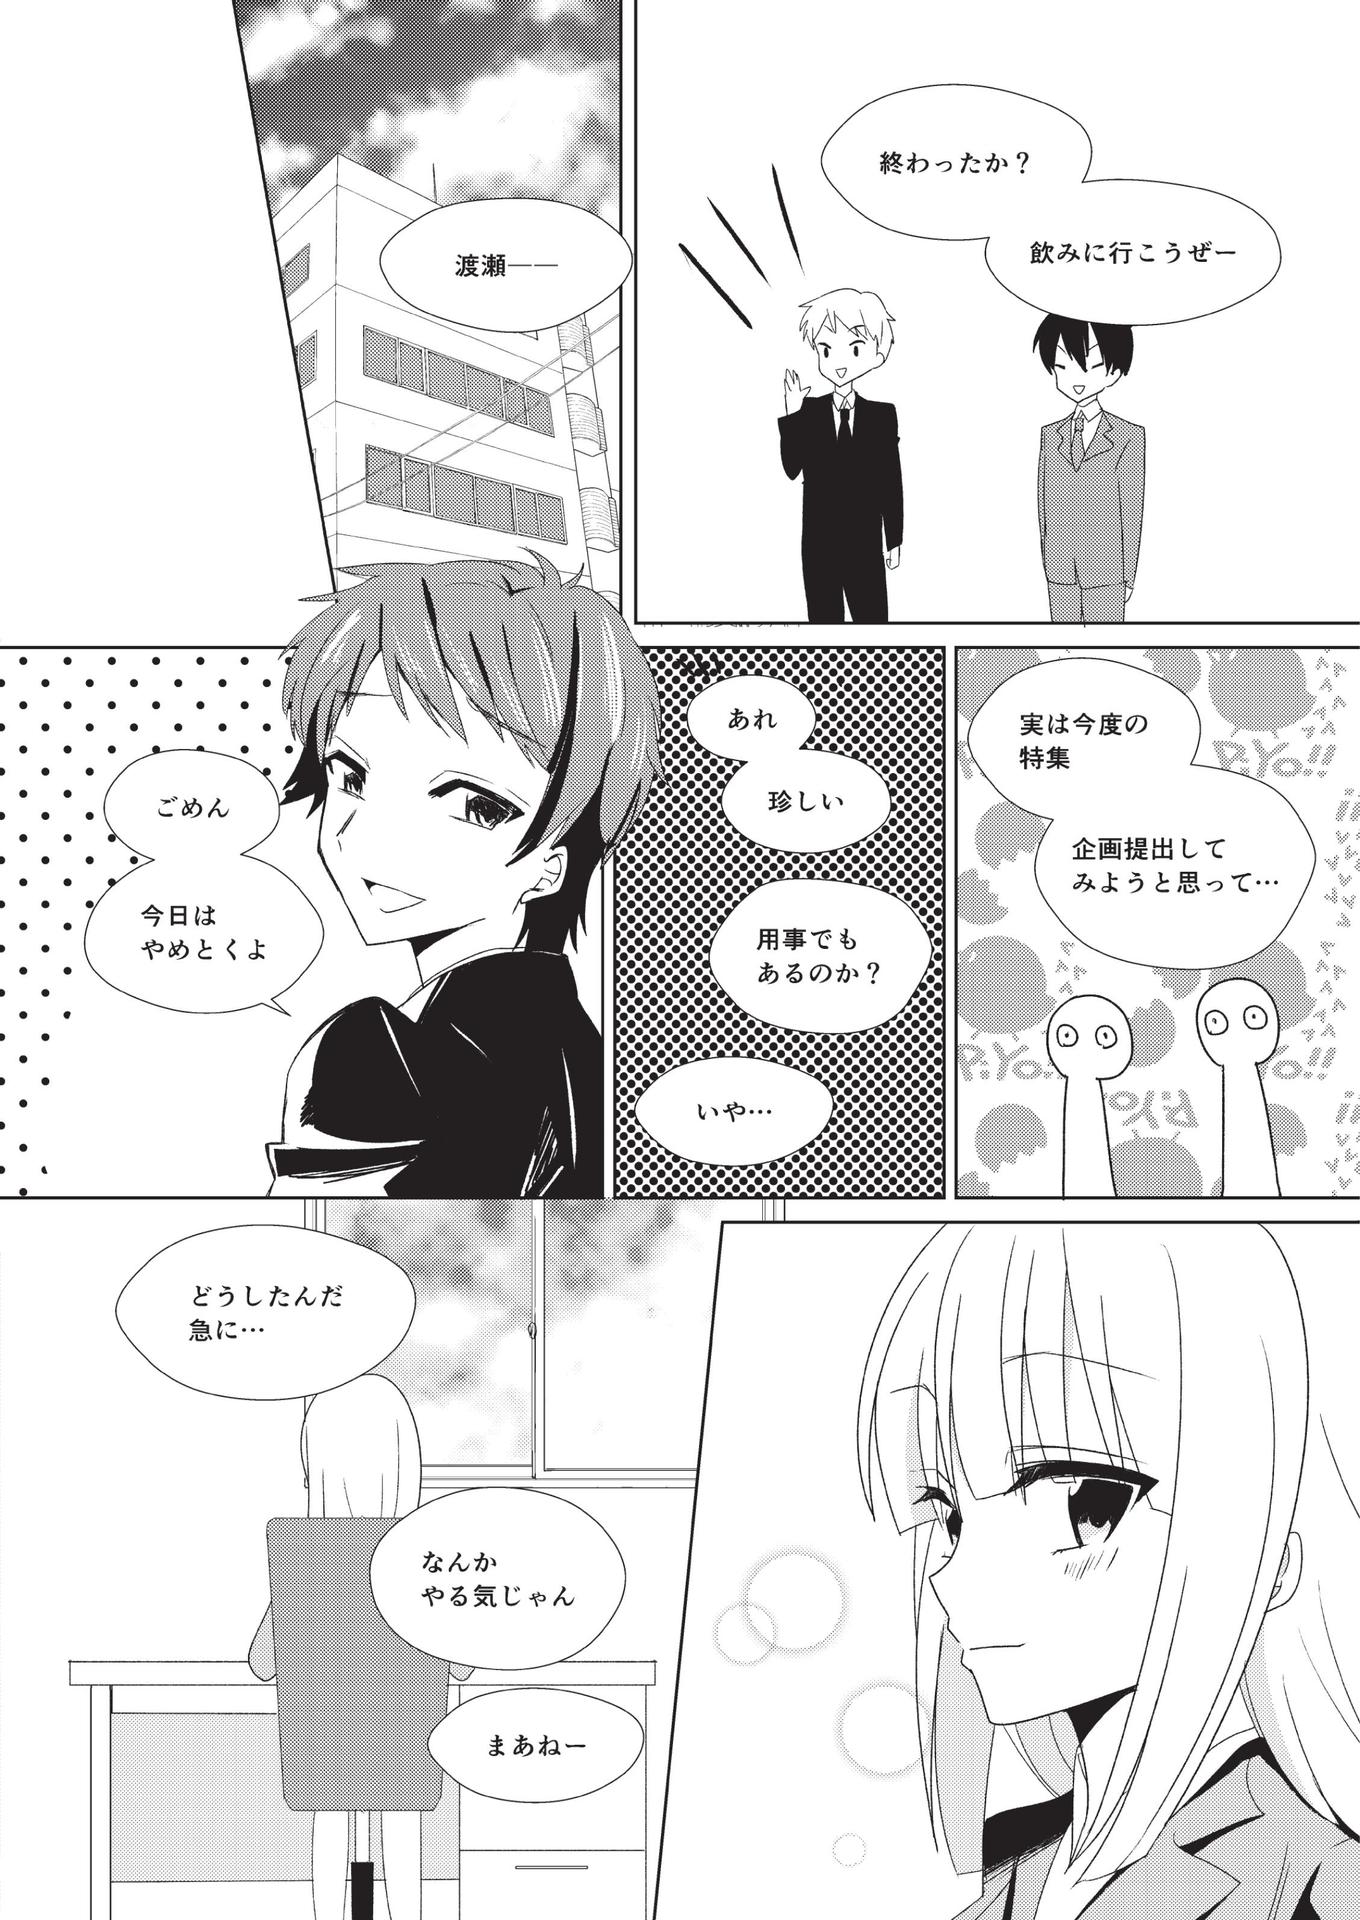 渡瀬――
終わったか？
飲みに行こうぜー
ごめん
今日は
やめとくよ
あれ
珍しい
用事でも
あるのか？
いや…
実は今度の
特集
企画提出して
みようと思って…
PiYo!!
どうしたんだ
急に…
なんか
やる気じゃん
まあねー